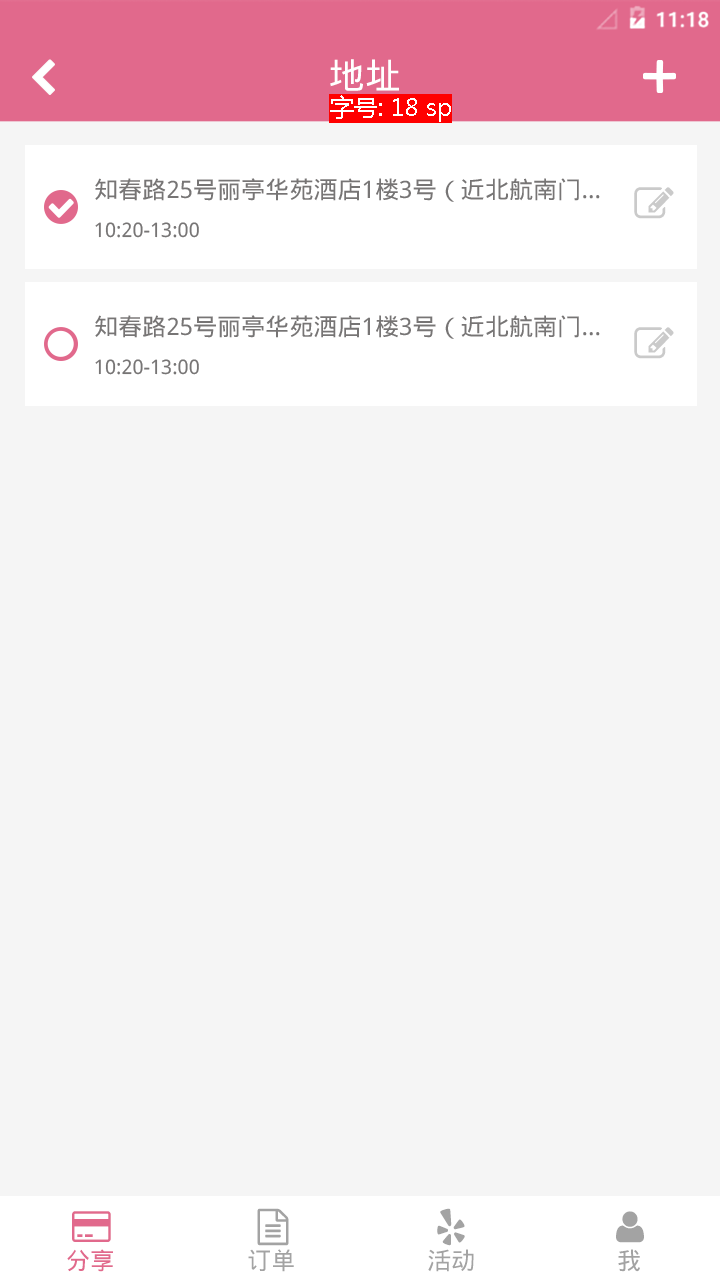 11:18
地址
字号: 18 sp
知春路25号丽亭华苑酒店1楼3号（近北航南门...
10:20-13:00
知春路25号丽亭华苑酒店1楼3号（近北航南门...
10:20-13:00
分享 订单 活动 我